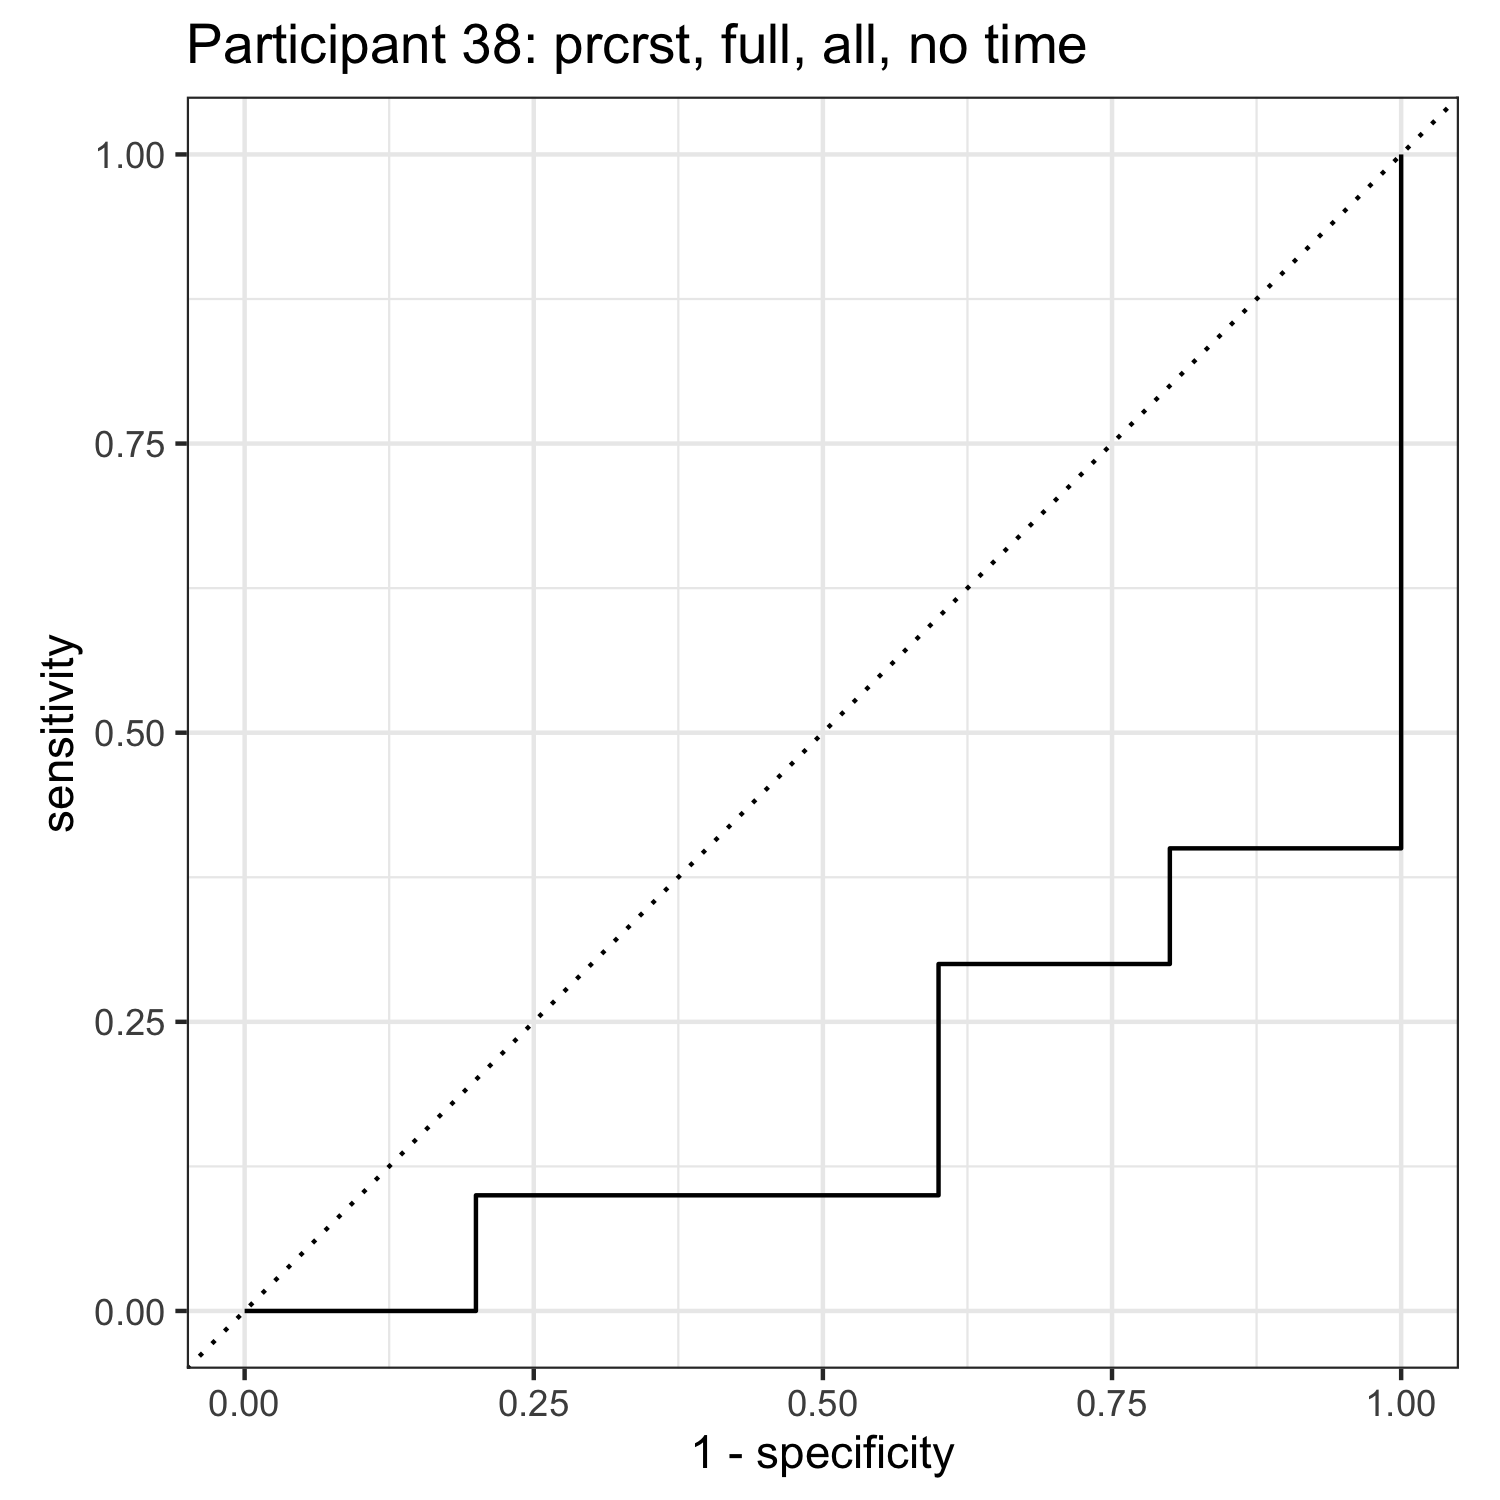 Participant 38: prcrst, full, all, no time
1.00
0.75
0.50
0.25
0.00
sensitivity
0.00 0.25 0.50 0.75 1.00
1 - specificity